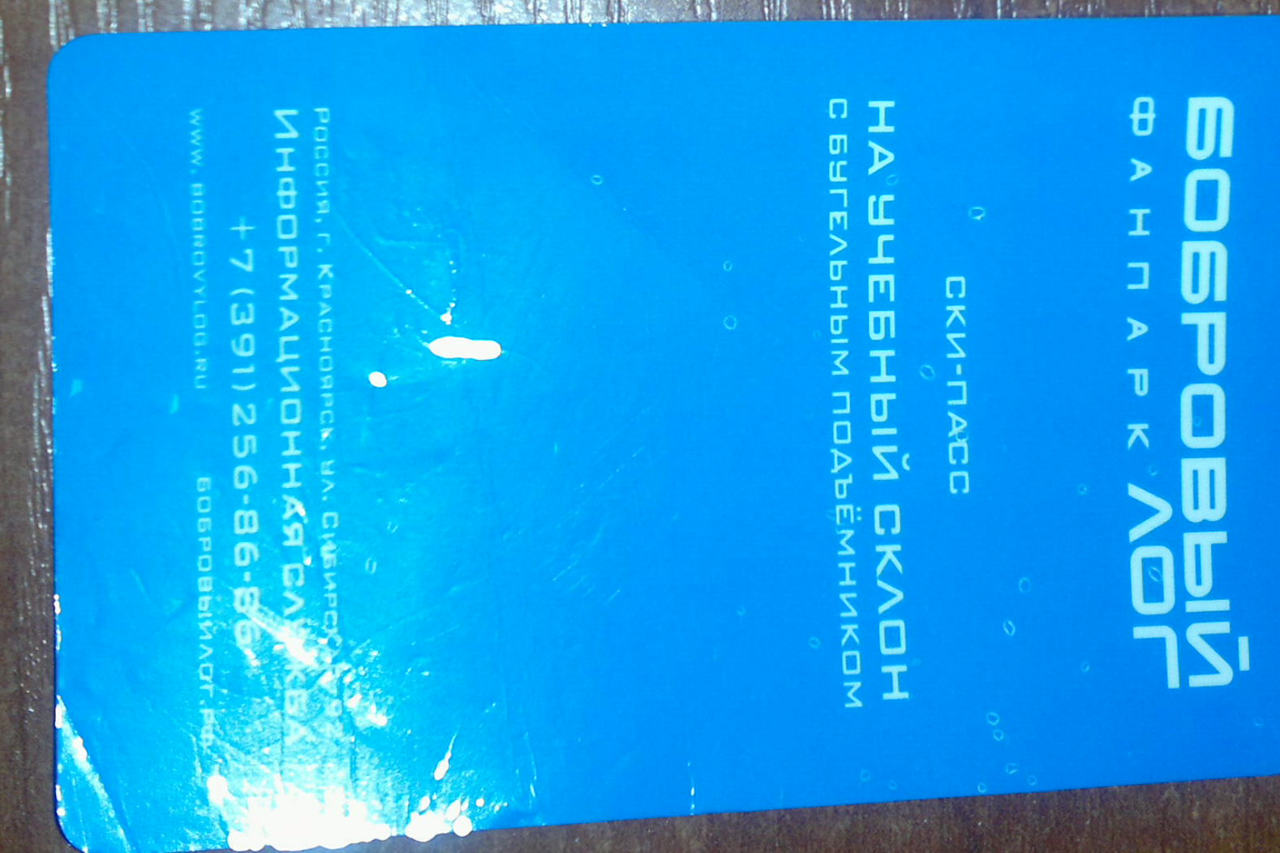 БОБРОВЫЙ
ФАНПАРК ЛОГ
СКИ-ПАСС
НА УЧЕБНЫЙ СКЛОН
С БУГЕЛЬНЫМ ПОДЪЁМНИКОМ
РОССИЯ, Г. КРАСНОЯРСК, УЛ. СИБИРСКАЯ,
ИНФОРМАЦИОННАЯ СЛУЖБА
+7 (391) 256-86-86
WWW.BOBROVYLOG.RU БОБРОВЫЙЛОГ.РФ